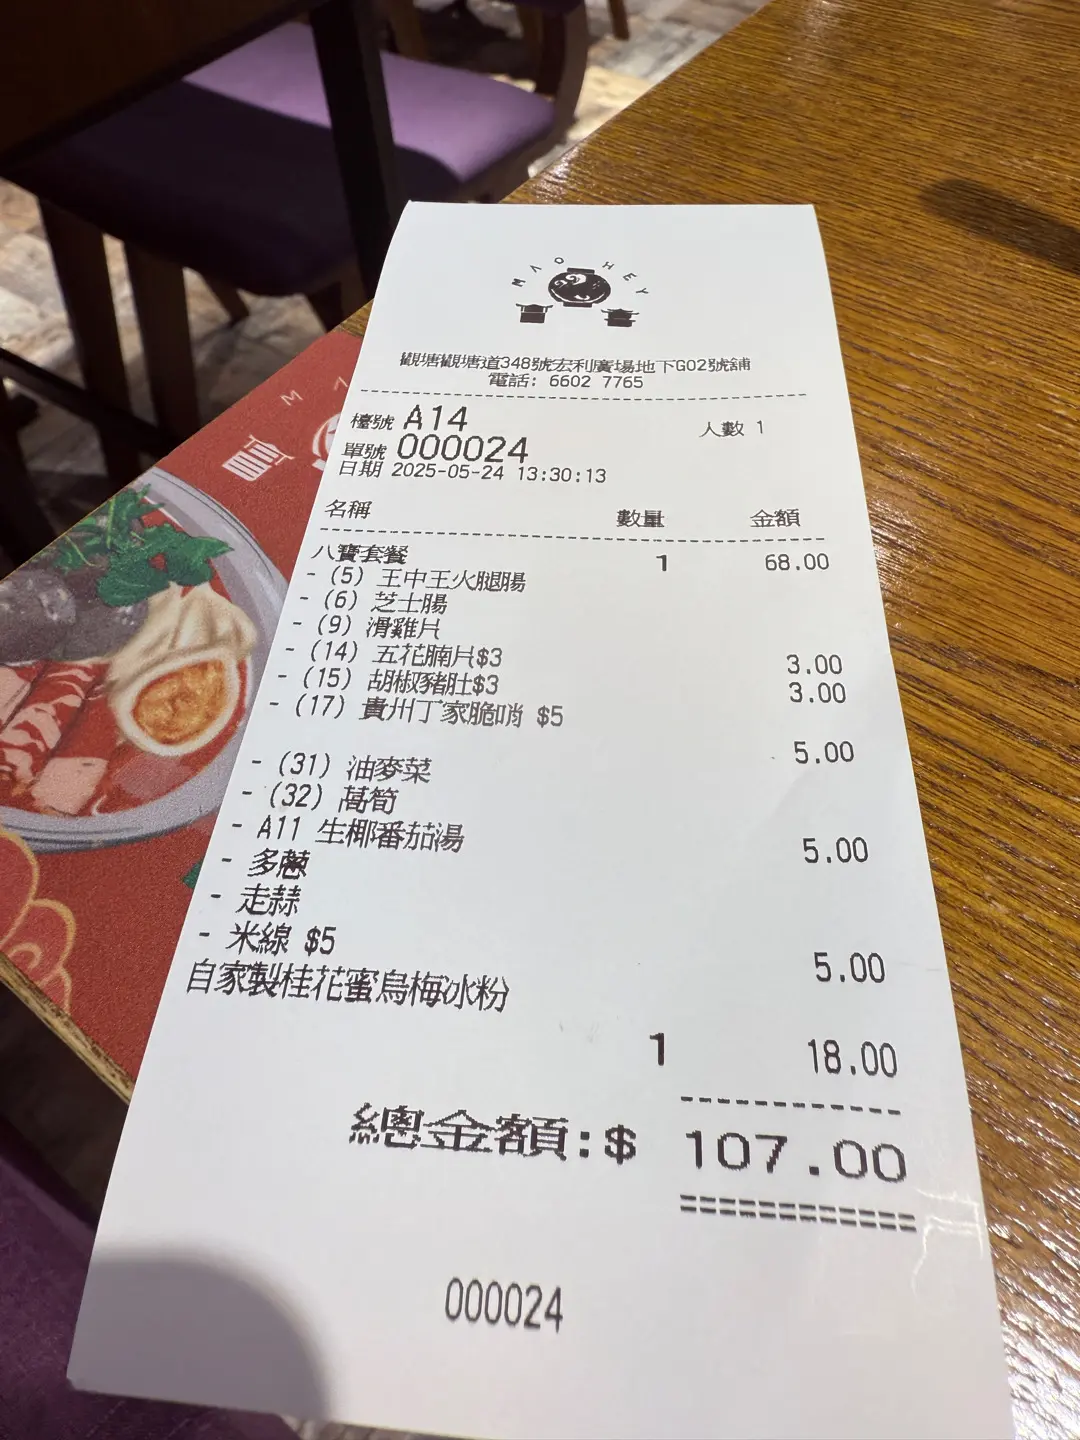 MAO HEY
觀塘觀塘道348號宏利廣場地下G02號舖
電話: 6602 7765
檯號 A14 人數 1
單號 000024
日期 2025-05-24 13:30:13
名稱 數量 金額
八寶套餐 1 68.00
- (5) 王中王火腿腸
- (6) 芝士腸
- (9) 滑雞片
- (14) 五花腩片$3 3.00
- (15) 胡椒豬肚$3 3.00
- (17) 貴州丁家脆哨 $5
5.00
- (31) 油麥菜
- (32) 萵筍
- A11 生椰番茄湯 5.00
- 多蔥
- 走蒜
- 米線 $5 5.00
自家製桂花蜜烏梅冰粉
1 18.00
總金額:$ 107.00
000024